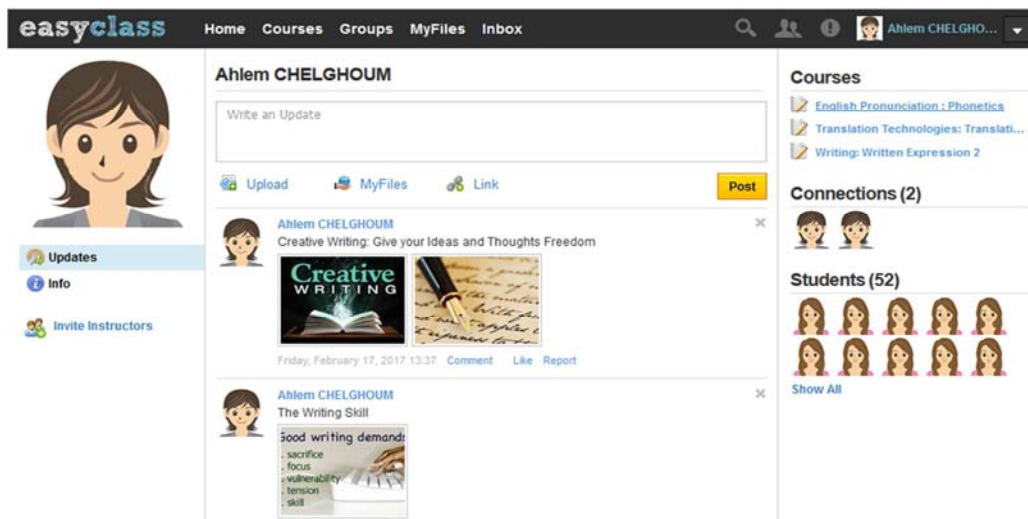 easyclass
Home Courses Groups MyFiles Inbox
Ahlem CHELGHO...
Updates
Info
Invite Instructors
Ahlem CHELGHOUM
Write an Update
Upload MyFiles Link
Post
Ahlem CHELGHOUM
Creative Writing: Give your Ideas and Thoughts Freedom
Creative
WRITING
Friday, February 17, 2017 13:37 Comment Like Report
Ahlem CHELGHOUM
The Writing Skill
Good writing demands
. sacrifice
. focus
. vulnerability
. tension
. skill
Courses
English Pronunciation : Phonetics
Translation Technologies: Translati...
Writing: Written Expression 2
Connections (2)
Students (52)
Show All